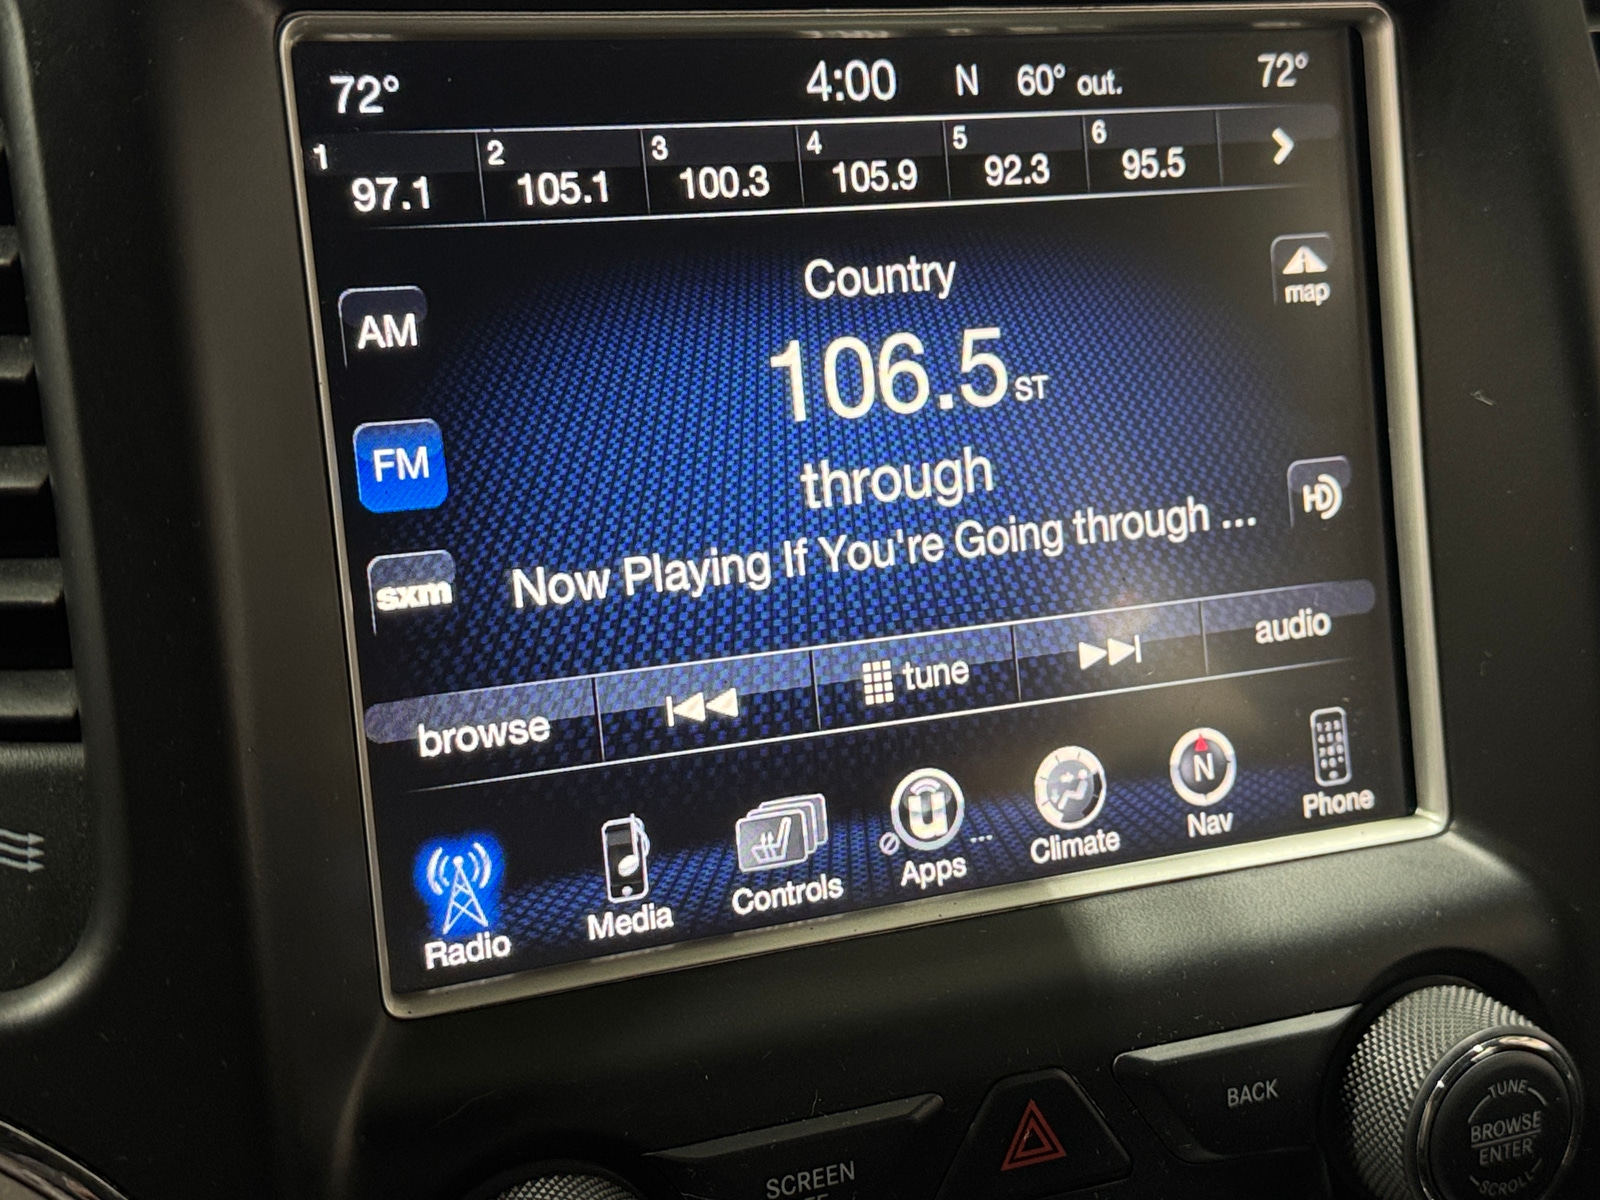 72° 4:00 N 60° out. 72°
1 2 3 4 5 6
97.1 105.1 100.3 105.9 92.3 95.5
Country
map
AM
106.5 ST
FM
through
HD
Now Playing If You're Going through ...
sxm
browse tune audio
N
U
Radio Media Controls Apps ... Climate Nav Phone
BACK
TUNE
BROWSE
ENTER
SCROLL
SCREEN